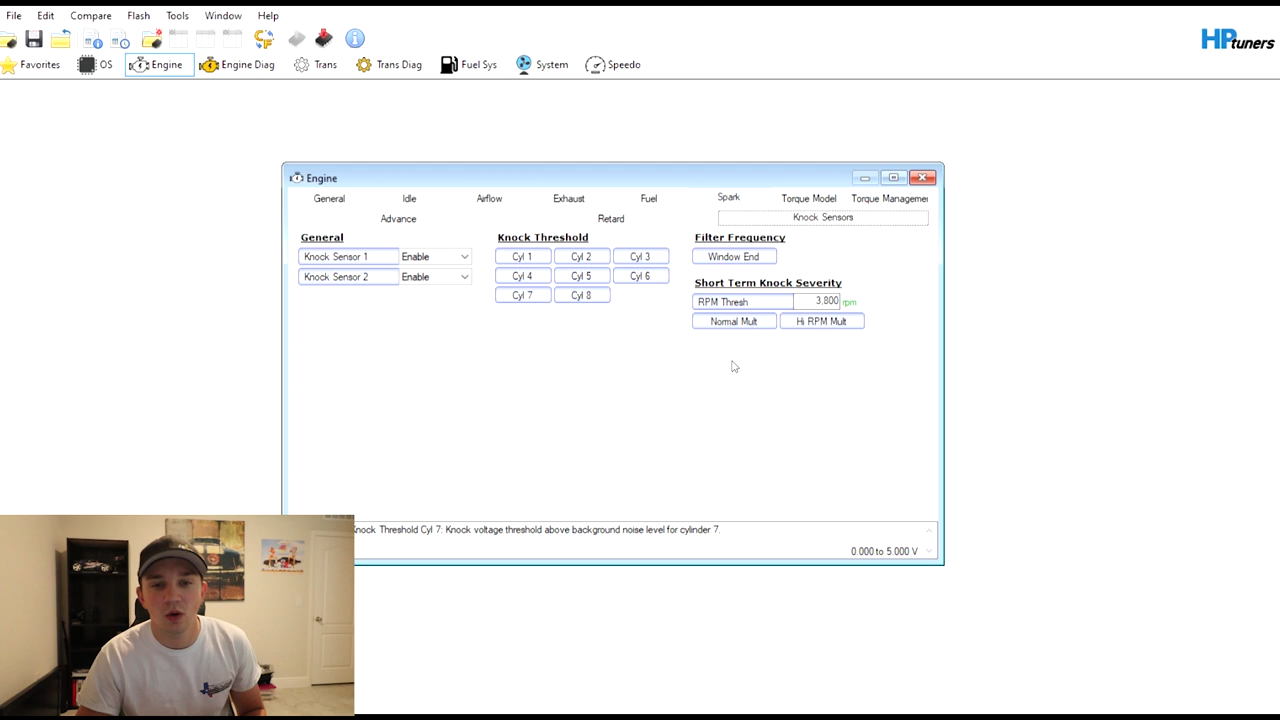 File Edit Compare Flash Tools Window Help
HPtuners
Favorites OS Engine Engine Diag Trans Trans Diag Fuel Sys System Speedo
Engine
General Idle Airflow Exhaust Fuel Spark Torque Model Torque Managemen
Advance Retard Knock Sensors
General Knock Threshold Filter Frequency
Knock Sensor 1 Enable Cyl 1 Cyl 2 Cyl 3 Window End
Knock Sensor 2 Enable Cyl 4 Cyl 5 Cyl 6
Short Term Knock Severity
Cyl 7 Cyl 8 RPM Thresh 3,800 rpm
Normal Mult Hi RPM Mult
Knock Threshold Cyl 7: Knock voltage threshold above background noise level for cylinder 7.
0.000 to 5.000 V